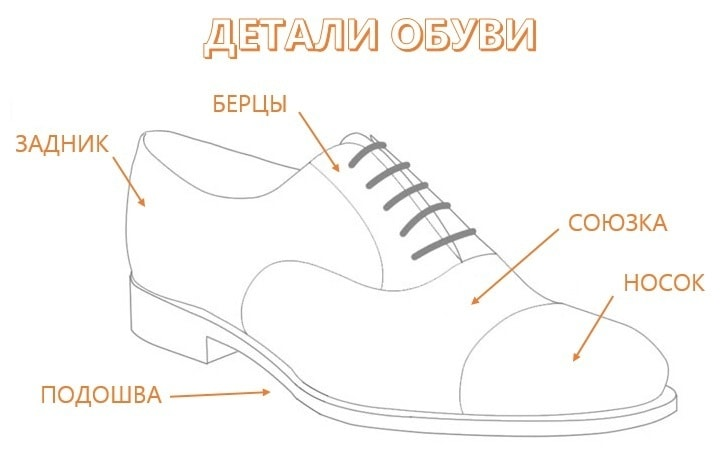 ДЕТАЛИ ОБУВИ
БЕРЦЫ
ЗАДНИК
СОЮЗКА
НОСОК
ПОДОШВА